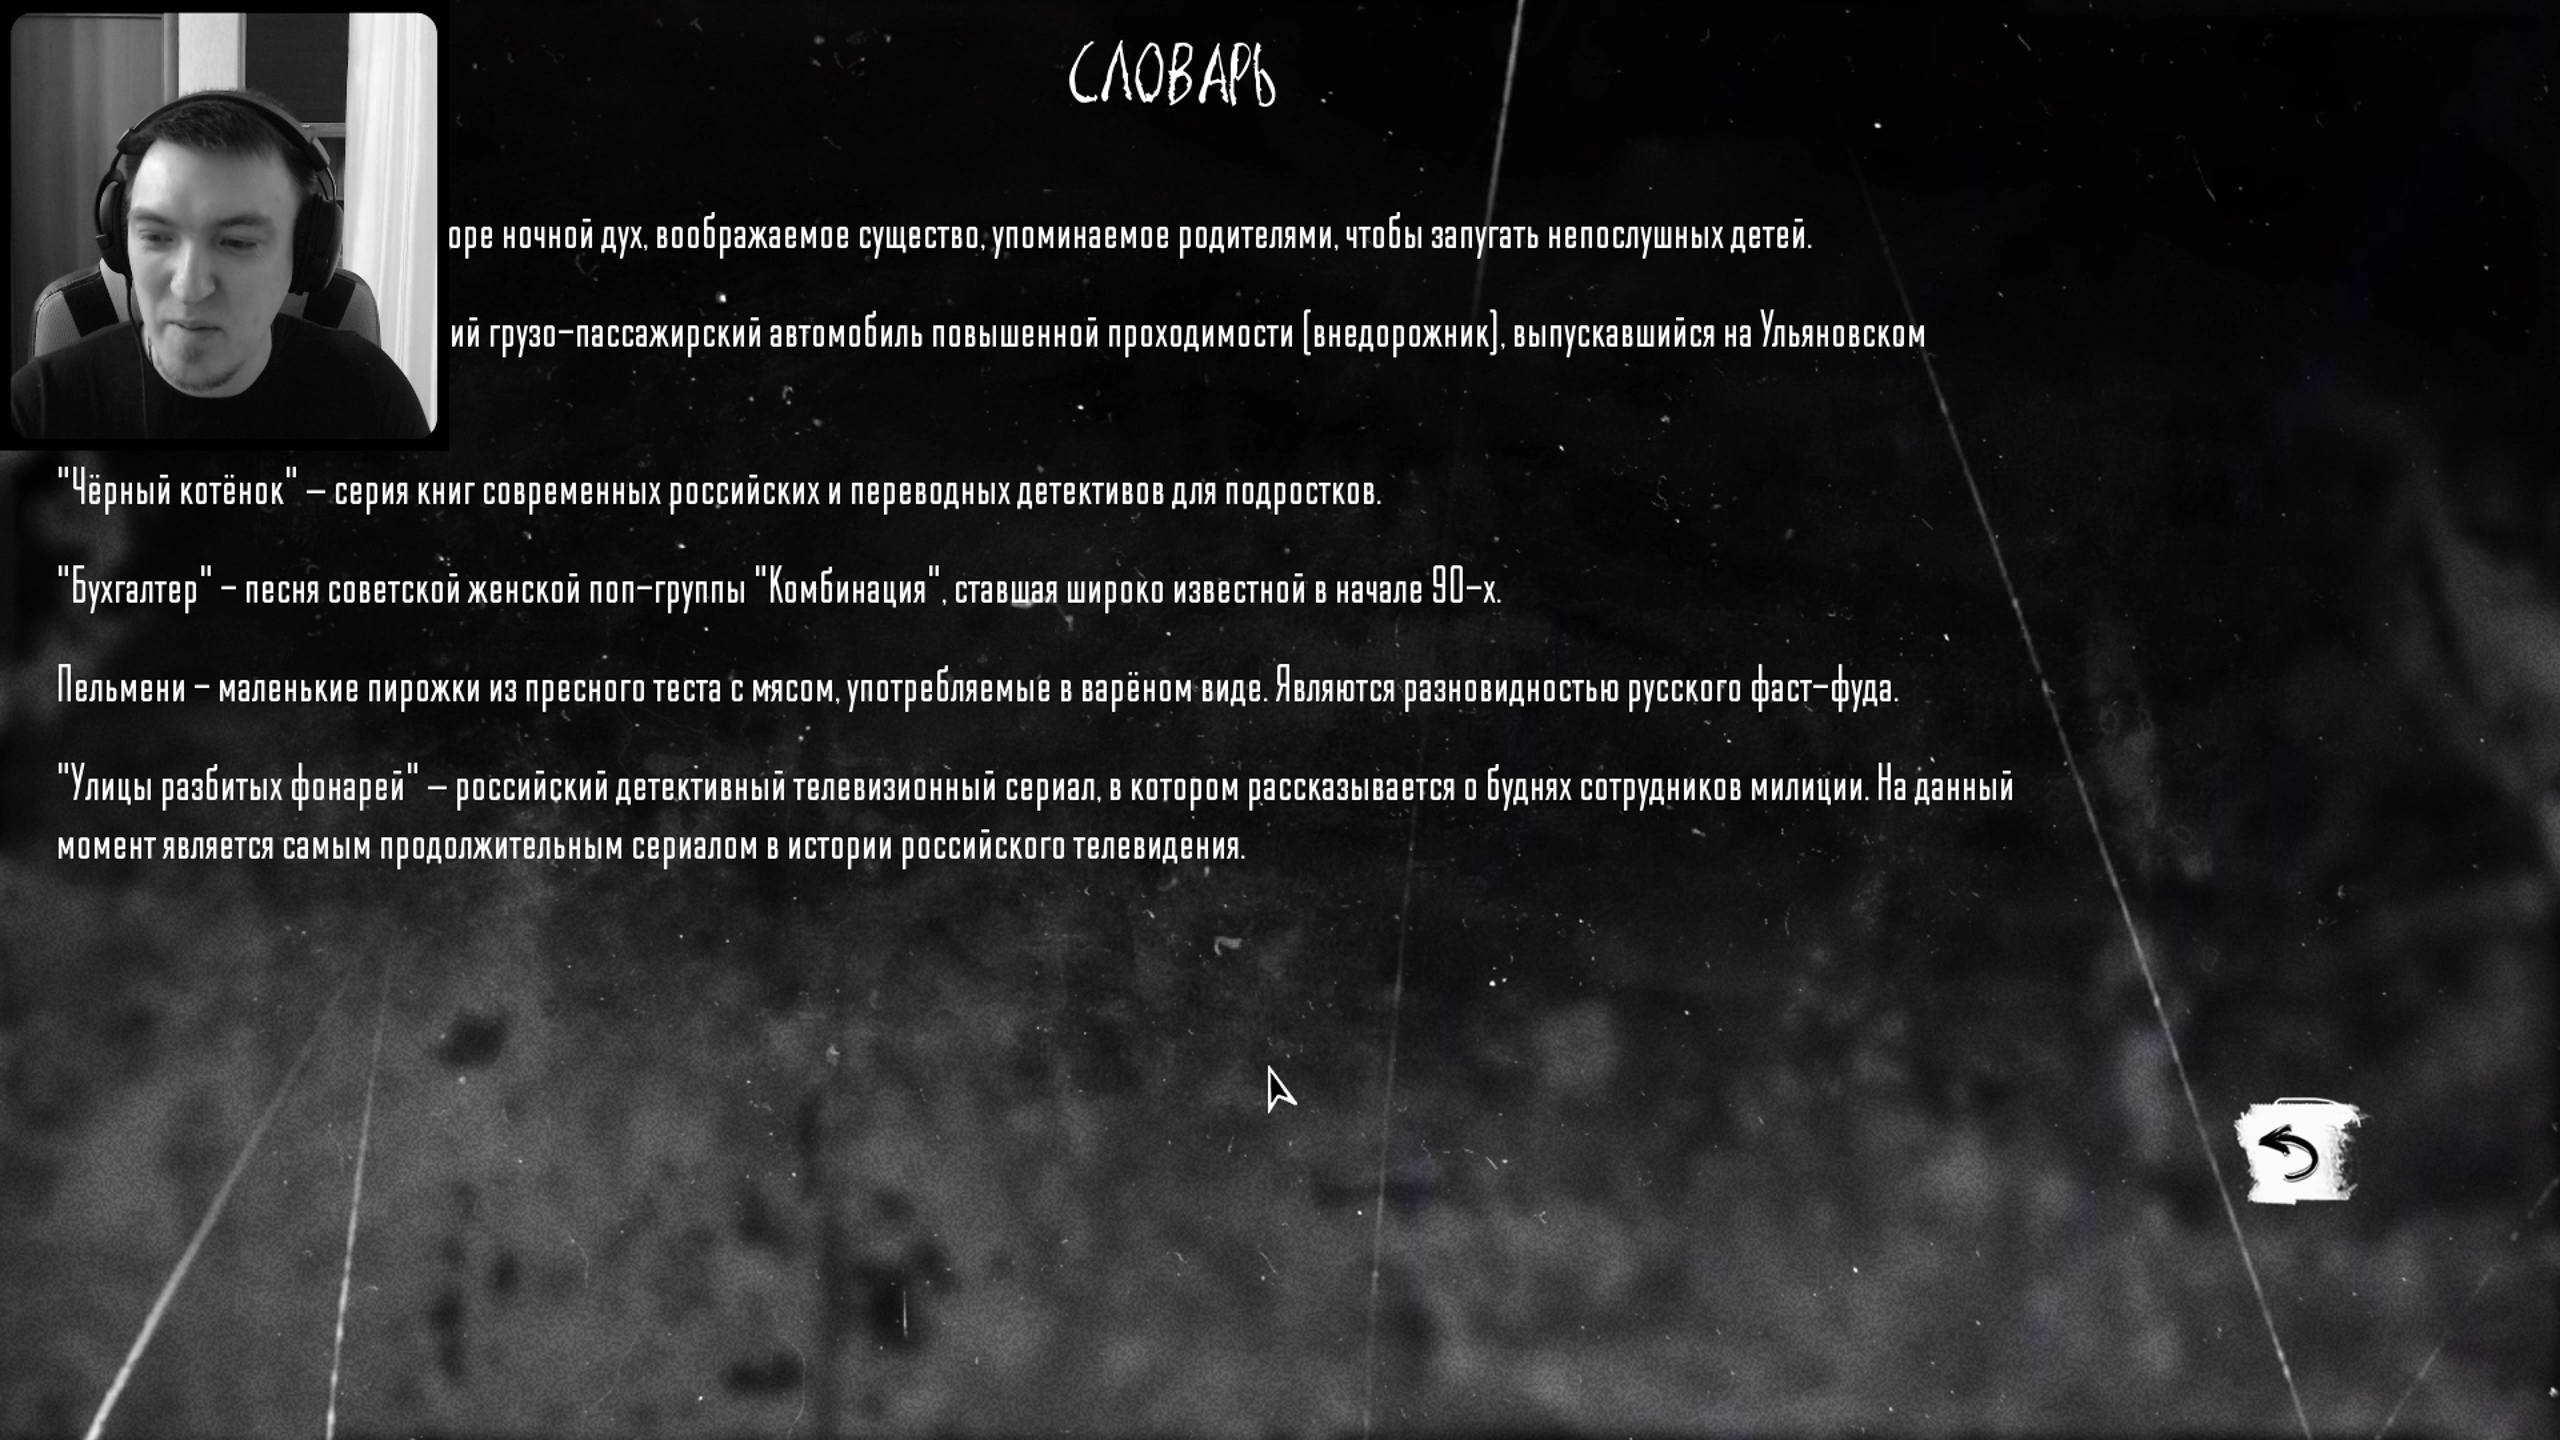 СЛОВАРЬ
оре ночной дух, воображаемое существо, упоминаемое родителями, чтобы запугать непослушных детей.
ий грузо-пассажирский автомобиль повышенной проходимости (внедорожник), выпускавшийся на Ульяновском
"Чёрный котёнок" – серия книг современных российских и переводных детективов для подростков.
"Бухгалтер" – песня советской женской поп-группы "Комбинация", ставшая широко известной в начале 90-х.
Пельмени – маленькие пирожки из пресного теста с мясом, употребляемые в варёном виде. Являются разновидностью русского фаст-фуда.
"Улицы разбитых фонарей" – российский детективный телевизионный сериал, в котором рассказывается о буднях сотрудников милиции. На данный
момент является самым продолжительным сериалом в истории российского телевидения.